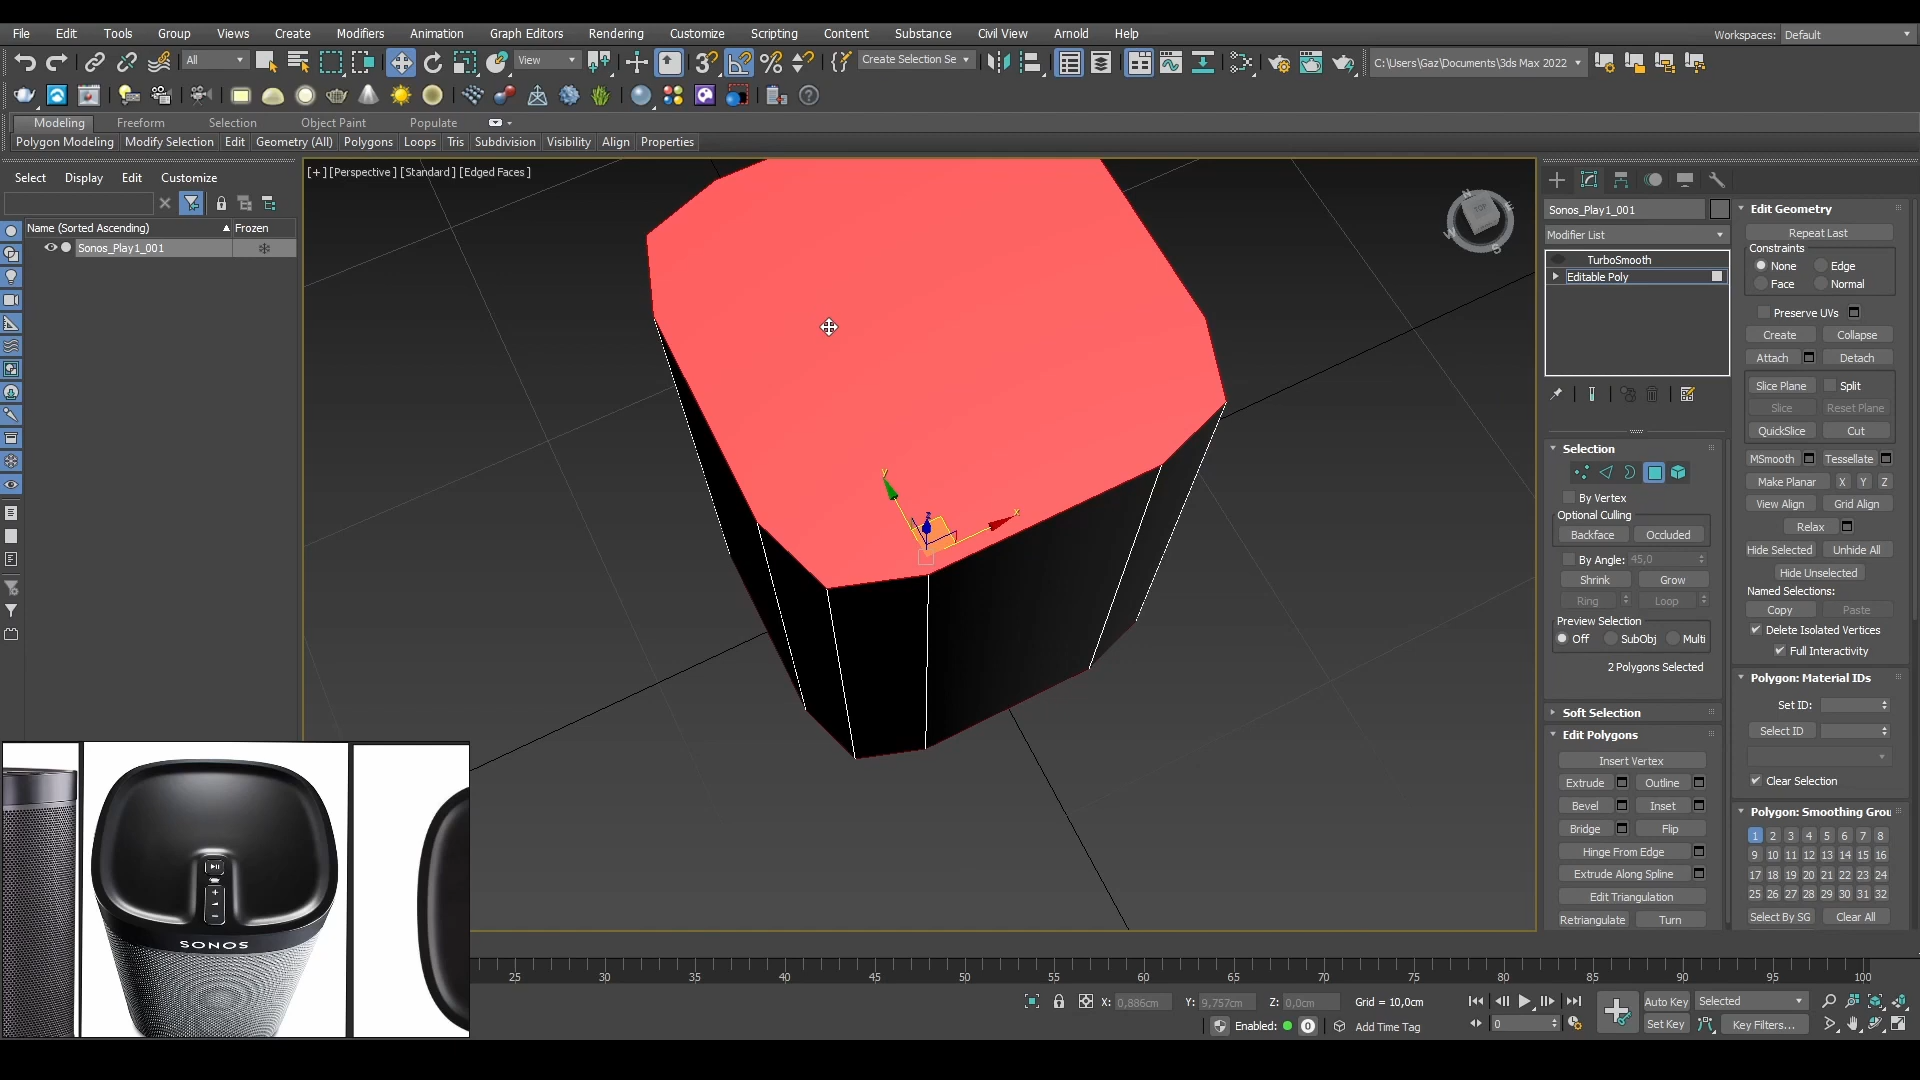 File Edit Tools Group Views Create Modifiers Animation Graph Editors Rendering Customize Scripting Content Substance Civil View Arnold Help
Workspaces: Default
All View Create Selection Se C:\Users\Gaz\Documents\3ds Max 2022
Modeling Freeform Selection Object Paint Populate
Polygon Modeling Modify Selection Edit Geometry (All) Polygons Loops Tris Subdivision Visibility Align Properties
Select Display Edit Customize
Name (Sorted Ascending) Frozen
Sonos_Play1_001
[+] [Perspective] [Standard] [Edged Faces]
TOP
N
E
S
W
y
x
z
SONOS
Sonos_Play1_001
Modifier List
TurboSmooth
Editable Poly
Selection
By Vertex
Optional Culling
Backface Occluded
By Angle: 45,0
Shrink Grow
Ring Loop
Preview Selection
Off SubObj Multi
2 Polygons Selected
Soft Selection
Edit Polygons
Insert Vertex
Extrude Outline
Bevel Inset
Bridge Flip
Hinge From Edge
Extrude Along Spline
Edit Triangulation
Retriangulate Turn
Edit Geometry
Repeat Last
Constraints
None Edge
Face Normal
Preserve UVs
Create Collapse
Attach Detach
Slice Plane Split
Slice Reset Plane
QuickSlice Cut
MSmooth Tessellate
Make Planar X Y Z
View Align Grid Align
Relax
Hide Selected Unhide All
Hide Unselected
Named Selections:
Copy Paste
Delete Isolated Vertices
Full Interactivity
Polygon: Material IDs
Set ID:
Select ID
Clear Selection
Polygon: Smoothing Grou
1 2 3 4 5 6 7 8
9 10 11 12 13 14 15 16
17 18 19 20 21 22 23 24
25 26 27 28 29 30 31 32
Select By SG Clear All
25 30 35 40 45 50 55 60 65 70 75 80 85 90 95 100
X: 0,886cm Y: 9,757cm Z: 0,0cm Grid = 10,0cm
Enabled: 0 Add Time Tag
0
Auto Key Selected
Set Key Key Filters...